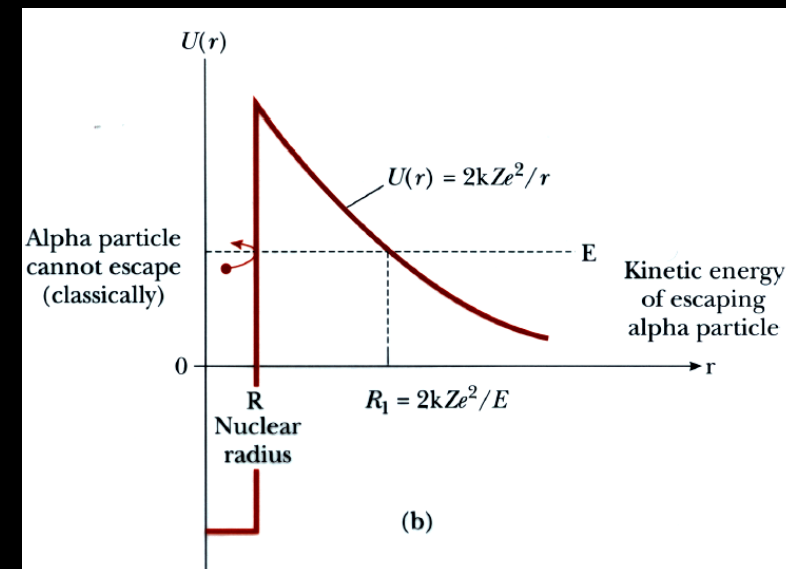 U(r)
U(r) = 2kZe²/r
Alpha particle
cannot escape
(classically)
E
Kinetic energy
of escaping
alpha particle
0
r
R
Nuclear
radius
R₁ = 2kZe²/E
(b)